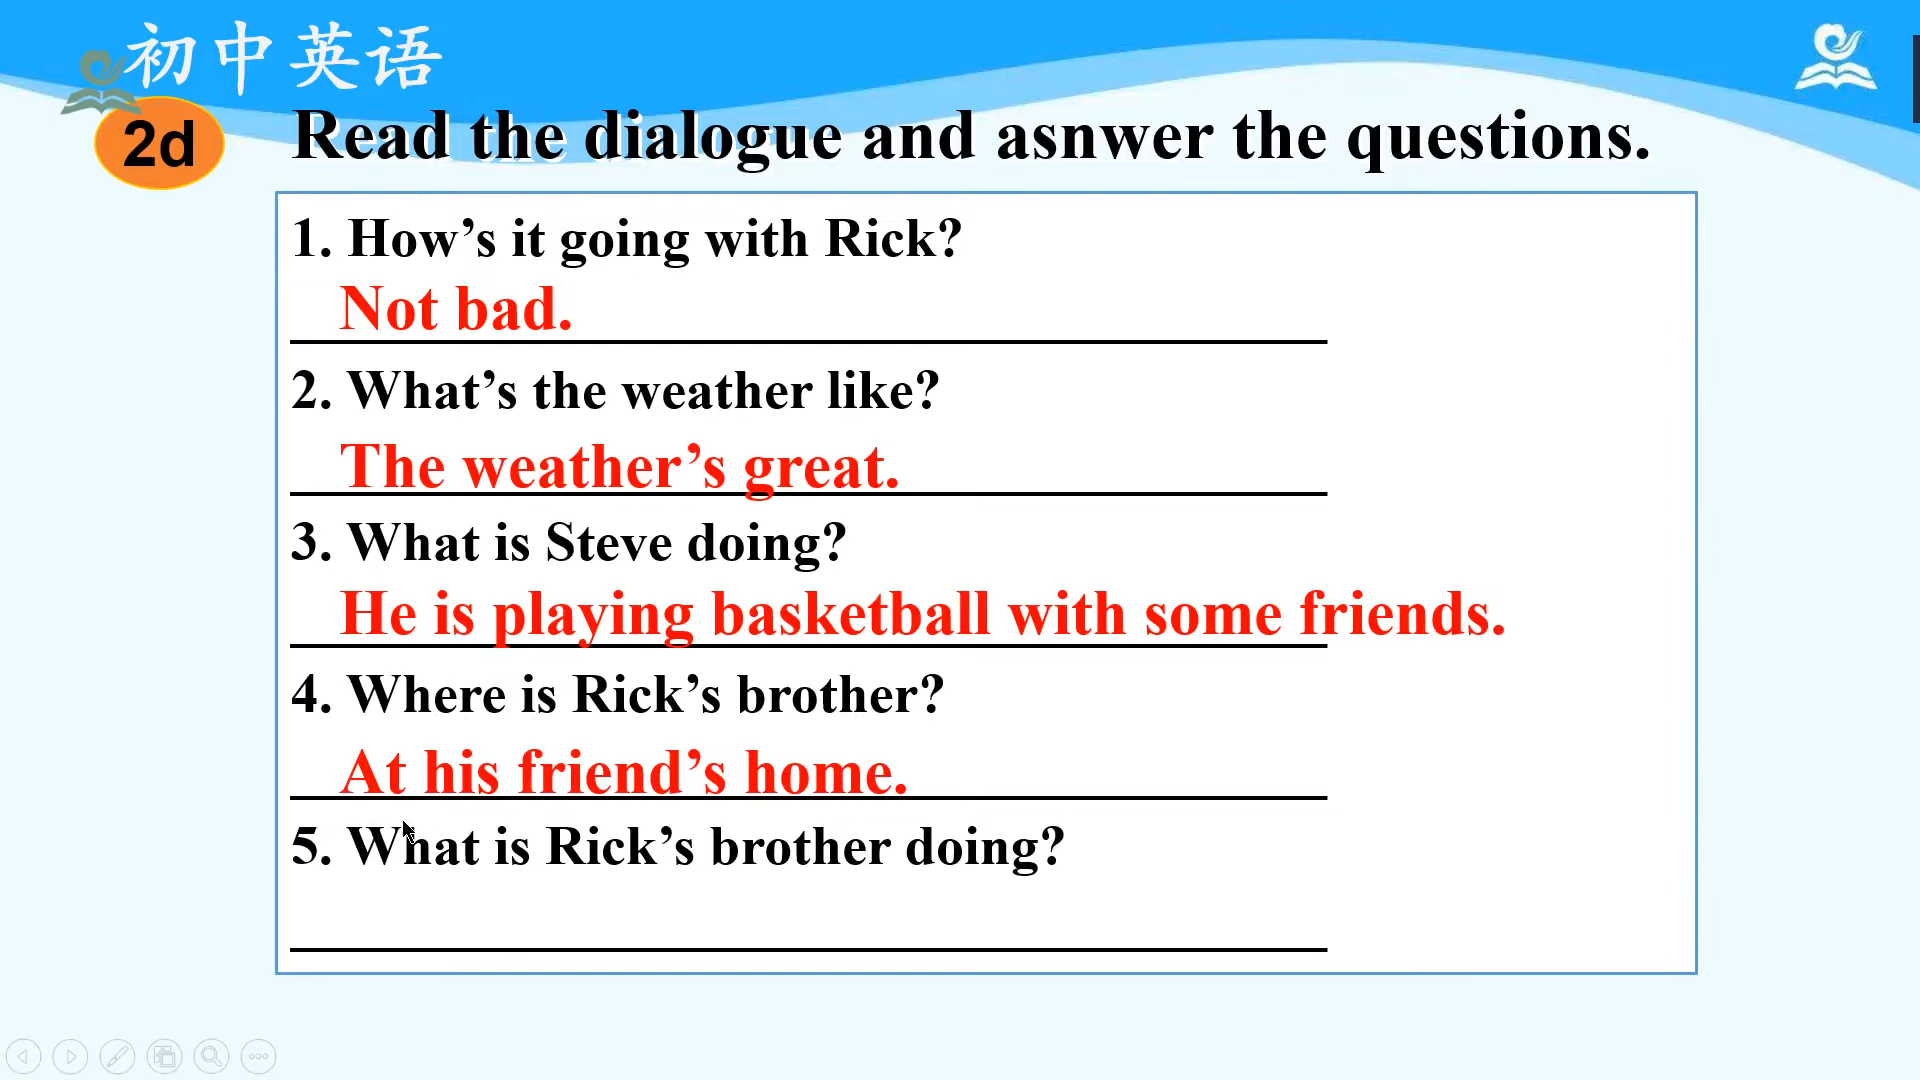 初中英语
2d Read the dialogue and asnwer the questions.
1. How’s it going with Rick?
Not bad.
2. What’s the weather like?
The weather’s great.
3. What is Steve doing?
He is playing basketball with some friends.
4. Where is Rick’s brother?
At his friend’s home.
5. What is Rick’s brother doing?